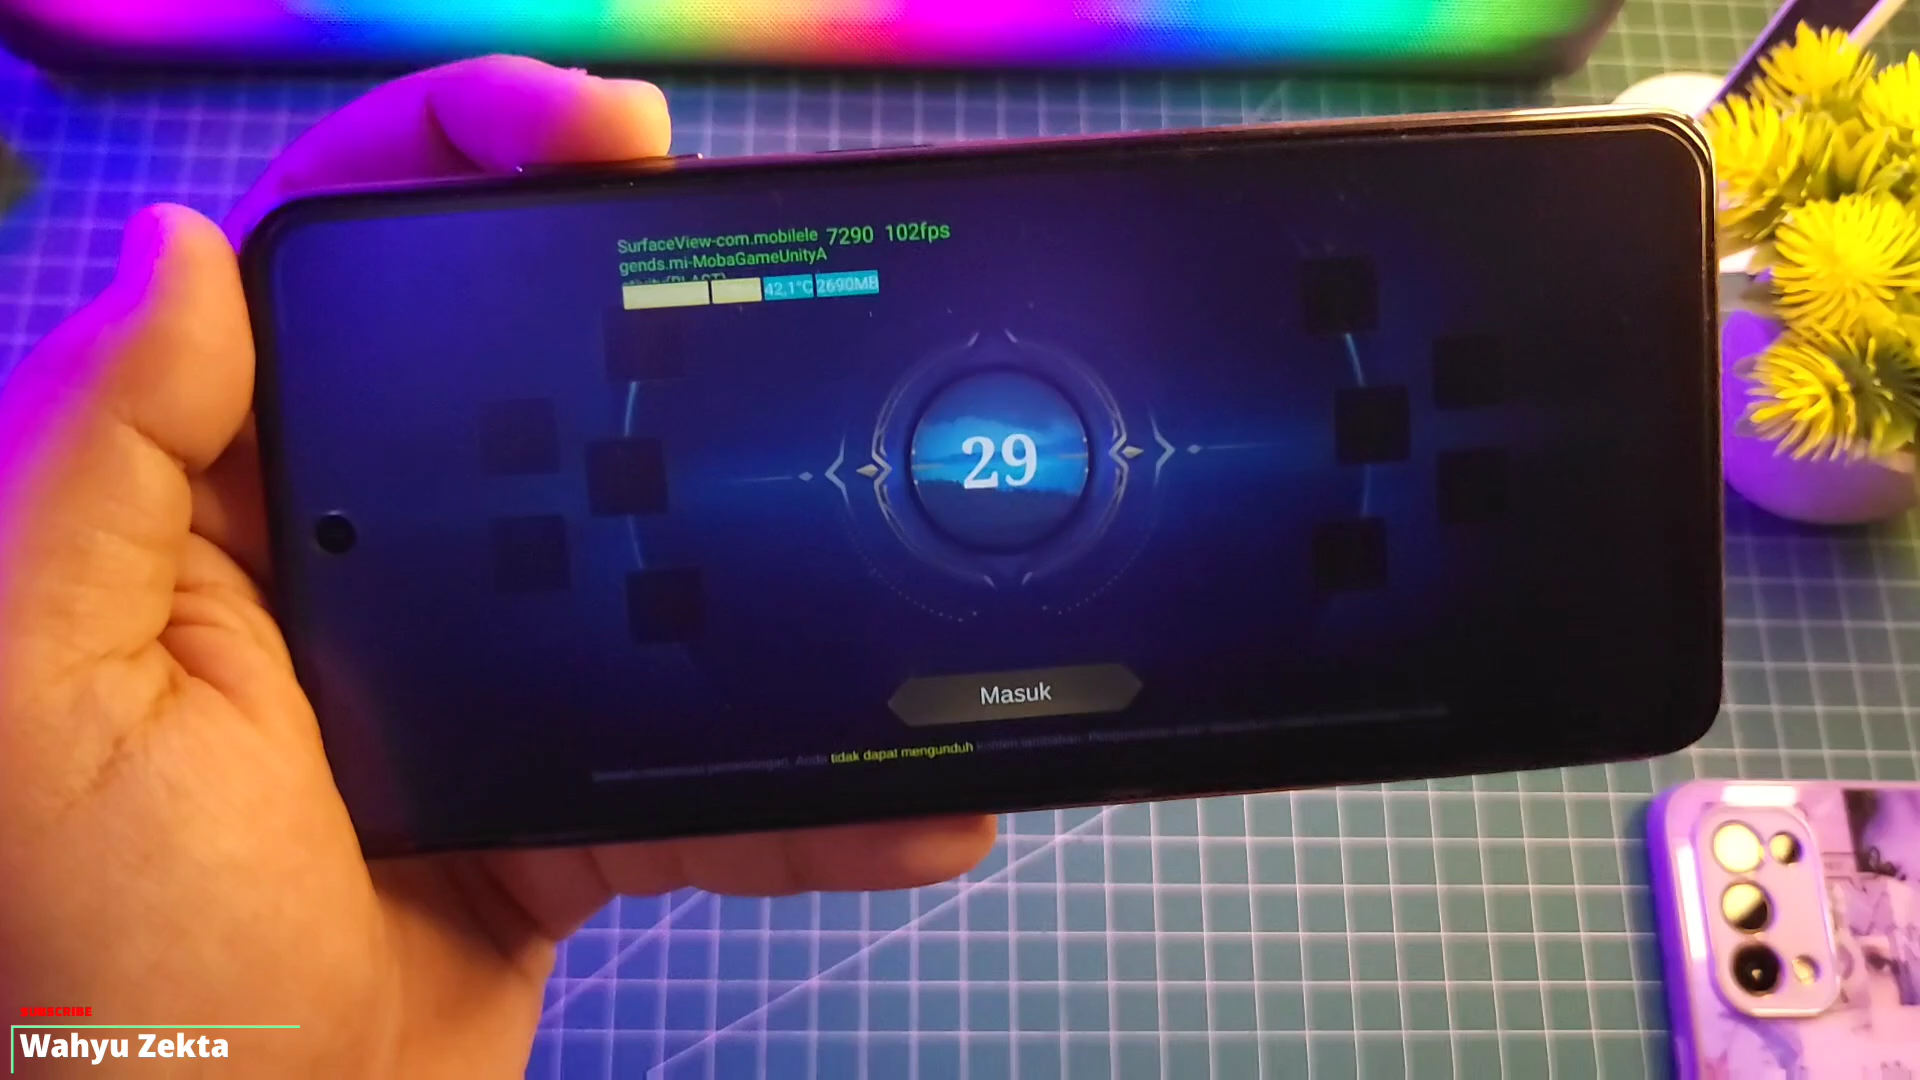 SurfaceView-com.mobilele 7290 102fps
gends.mi-MobaGameUnityA
42,1°C 2690MB
29
Masuk
Anda tidak dapat mengunduh
SUBSCRIBE
Wahyu Zekta